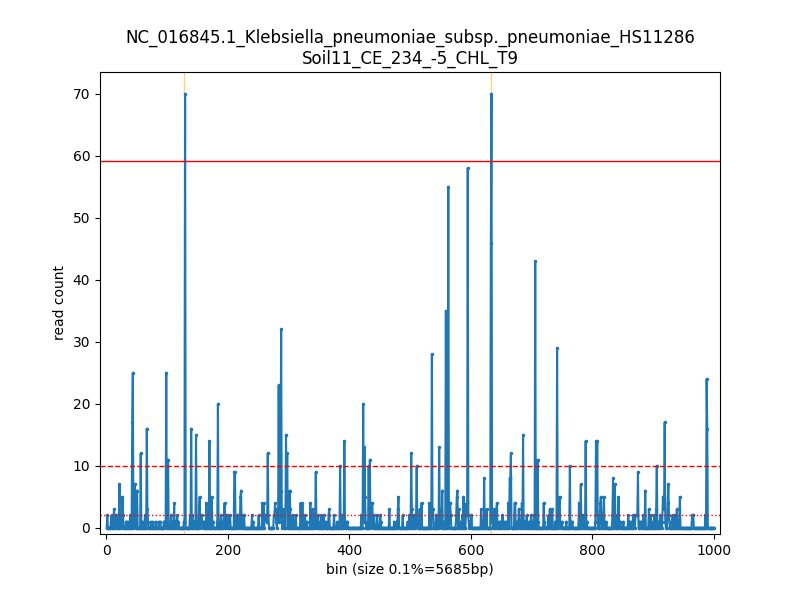 NC_016845.1_Klebsiella_pneumoniae_subsp._pneumoniae_HS11286
Soil11_CE_234_-5_CHL_T9
70
60
50
40
30
20
10
0
read count
0 200 400 600 800 1000
bin (size 0.1%=5685bp)